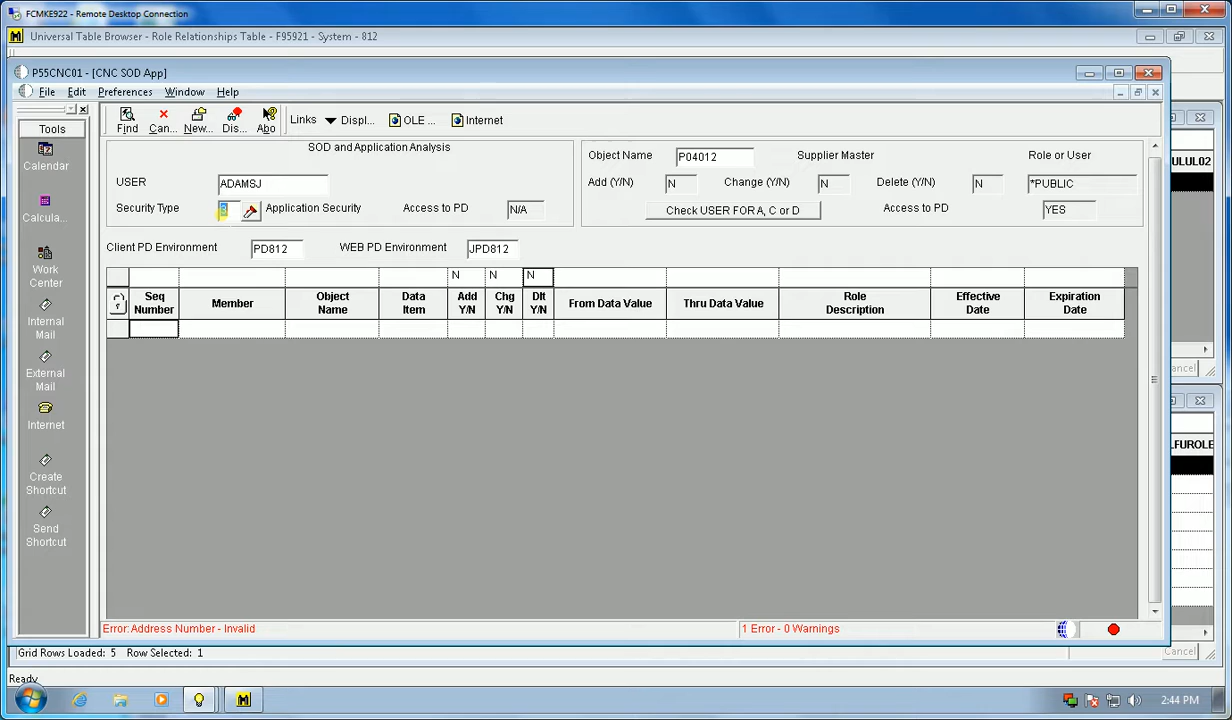 FCMKE922 - Remote Desktop Connection
Universal Table Browser - Role Relationships Table - F95921 - System - 812
P55CNC01 - [CNC SOD App]
File Edit Preferences Window Help
Tools
Find Can... New... Dis... Abo Links Displ... OLE ... Internet
Calendar
Calcula...
Work
Center
Internal
Mail
External
Mail
Internet
Create
Shortcut
Send
Shortcut
SOD and Application Analysis
USER ADAMSJ
Security Type 3 Application Security Access to PD N/A
Object Name P04012 Supplier Master Role or User
Add (Y/N) N Change (Y/N) N Delete (Y/N) N *PUBLIC
Check USER FOR A, C or D Access to PD YES
Client PD Environment PD812 WEB PD Environment JPD812
N N N
Seq Number Member Object Name Data Item Add Y/N Chg Y/N Dlt Y/N From Data Value Thru Data Value Role Description Effective Date Expiration Date
Error: Address Number - Invalid 1 Error - 0 Warnings
ULUL02
ancel
FUROLE
Cancel
Grid Rows Loaded: 5 Row Selected: 1
Ready
2:44 PM